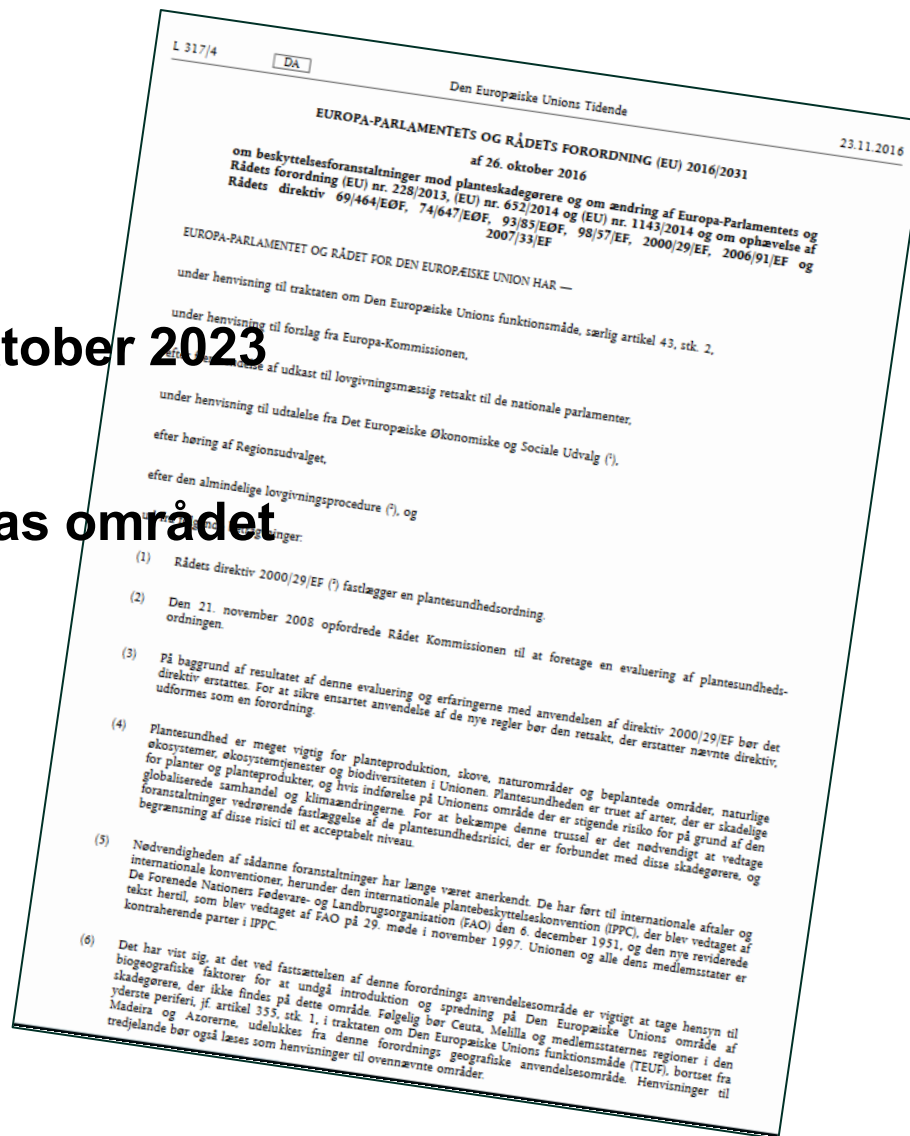 L 317/4
DA
Den Europæiske Unions Tidende
23.11.2016
EUROPA-PARLAMENTETS OG RÅDETS FORORDNING (EU) 2016/2031
af 26. oktober 2016
om beskyttelsesforanstaltninger mod planteskadegørere og om ændring af Europa-Parlamentets og
Rådets forordning (EU) nr. 228/2013, (EU) nr. 652/2014 og (EU) nr. 1143/2014 og om ophævelse af
Rådets direktiv 69/464/EØF, 74/647/EØF, 93/85/EØF, 98/57/EF, 2000/29/EF, 2006/91/EF og
2007/33/EF
EUROPA-PARLAMENTET OG RÅDET FOR DEN EUROPÆISKE UNION HAR —
under henvisning til traktaten om Den Europæiske Unions funktionsmåde, særlig artikel 43, stk. 2,
under henvisning til forslag fra Europa-Kommissionen,
tober 2023
af udkast til lovgivningsmæssig retsakt til de nationale parlamenter,
under henvisning til udtalelse fra Det Europæiske Økonomiske og Sociale Udvalg (¹),
efter høring af Regionsudvalget,
efter den almindelige lovgivningsprocedure (²), og
as området
(1) Rådets direktiv 2000/29/EF (³) fastlægger en plantesundhedsordning.
(2) Den 21. november 2008 opfordrede Rådet Kommissionen til at foretage en evaluering af plantesundheds-
ordningen.
(3) På baggrund af resultatet af denne evaluering og erfaringerne med anvendelsen af direktiv 2000/29/EF bør det
direktiv erstattes. For at sikre ensartet anvendelse af de nye regler bør den retsakt, der erstatter nævnte direktiv,
udformes som en forordning.
(4) Plantesundhed er meget vigtig for planteproduktion, skove, naturområder og beplantede områder, naturlige
økosystemer, økosystemtjenester og biodiversiteten i Unionen. Plantesundheden er truet af arter, der er skadelige
for planter og planteprodukter, og hvis indførelse på Unionens område der er stigende risiko for på grund af den
globaliserede samhandel og klimaændringerne. For at bekæmpe denne trussel er det nødvendigt at vedtage
foranstaltninger vedrørende fastlæggelse af de plantesundhedsrisici, der er forbundet med disse skadegørere, og
begrænsning af disse risici til et acceptabelt niveau.
(5) Nødvendigheden af sådanne foranstaltninger har længe været anerkendt. De har ført til internationale aftaler og
internationale konventioner, herunder den internationale plantebeskyttelseskonvention (IPPC), der blev vedtaget af
De Forenede Nationers Fødevare- og Landbrugsorganisation (FAO) den 6. december 1951, og den nye reviderede
tekst hertil, som blev vedtaget af FAO på 29. møde i november 1997. Unionen og alle dens medlemsstater er
kontraherende parter i IPPC.
(6) Det har vist sig, at det ved fastsættelsen af denne forordnings anvendelsesområde er vigtigt at tage hensyn til
biogeografiske faktorer for at undgå introduktion og spredning på Den Europæiske Unions område af
skadegørere, der ikke findes på dette område. Følgelig bør Ceuta, Melilla og medlemsstaternes regioner i den
yderste periferi, jf. artikel 355, stk. 1, i traktaten om Den Europæiske Unions funktionsmåde (TEUF), bortset fra
Madeira og Azorerne, udelukkes fra denne forordnings geografiske anvendelsesområde. Henvisninger til
tredjelande bør også læses som henvisninger til ovennævnte områder.